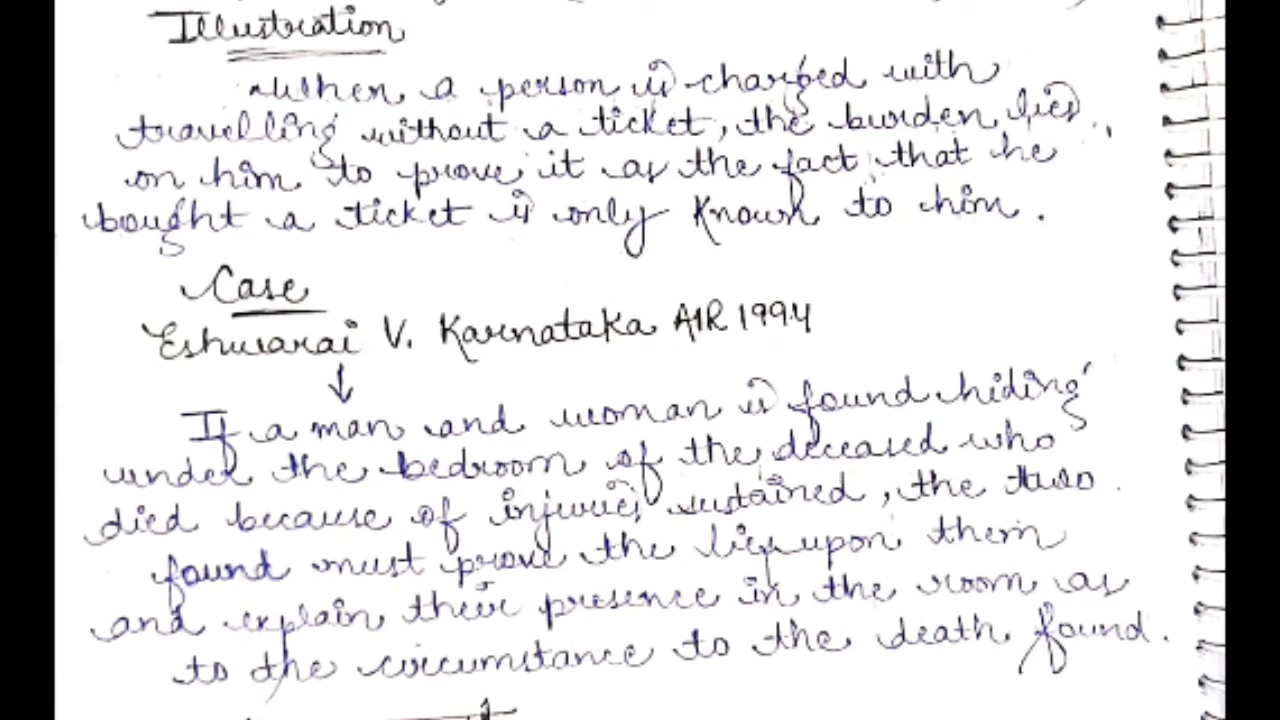 Illustration
When a person is charged with
travelling without a ticket, the burden lies
on him to prove it as the fact that he
bought a ticket is only known to him.
Case
Eshwarai V. Karnataka AIR 1994
↓
If a man and woman is found hiding
under the bedroom of the deceased who
died because of injuries sustained, the two
found must prove the lies upon them
and explain their presence in the room as
to the circumstance to the death found.